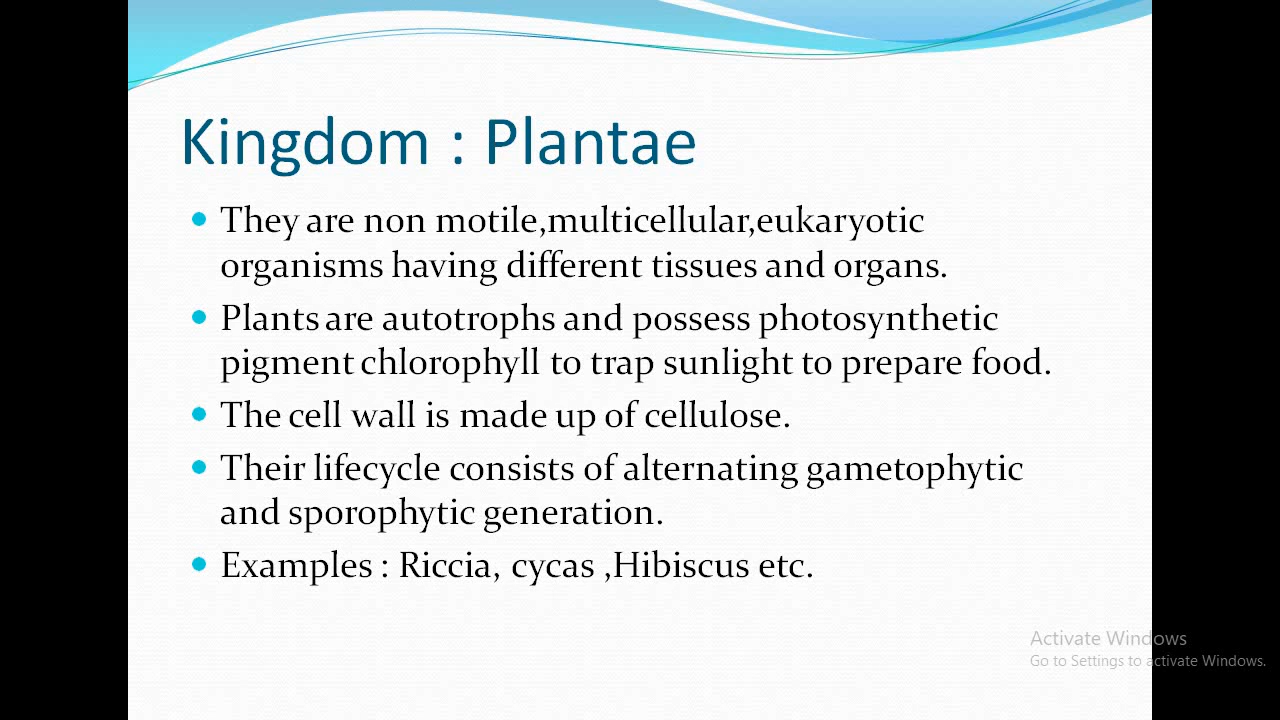 Kingdom : Plantae
They are non motile,multicellular,eukaryotic
organisms having different tissues and organs.
Plants are autotrophs and possess photosynthetic
pigment chlorophyll to trap sunlight to prepare food.
The cell wall is made up of cellulose.
Their lifecycle consists of alternating gametophytic
and sporophytic generation.
Examples : Riccia, cycas ,Hibiscus etc.
Activate Windows
Go to Settings to activate Windows.